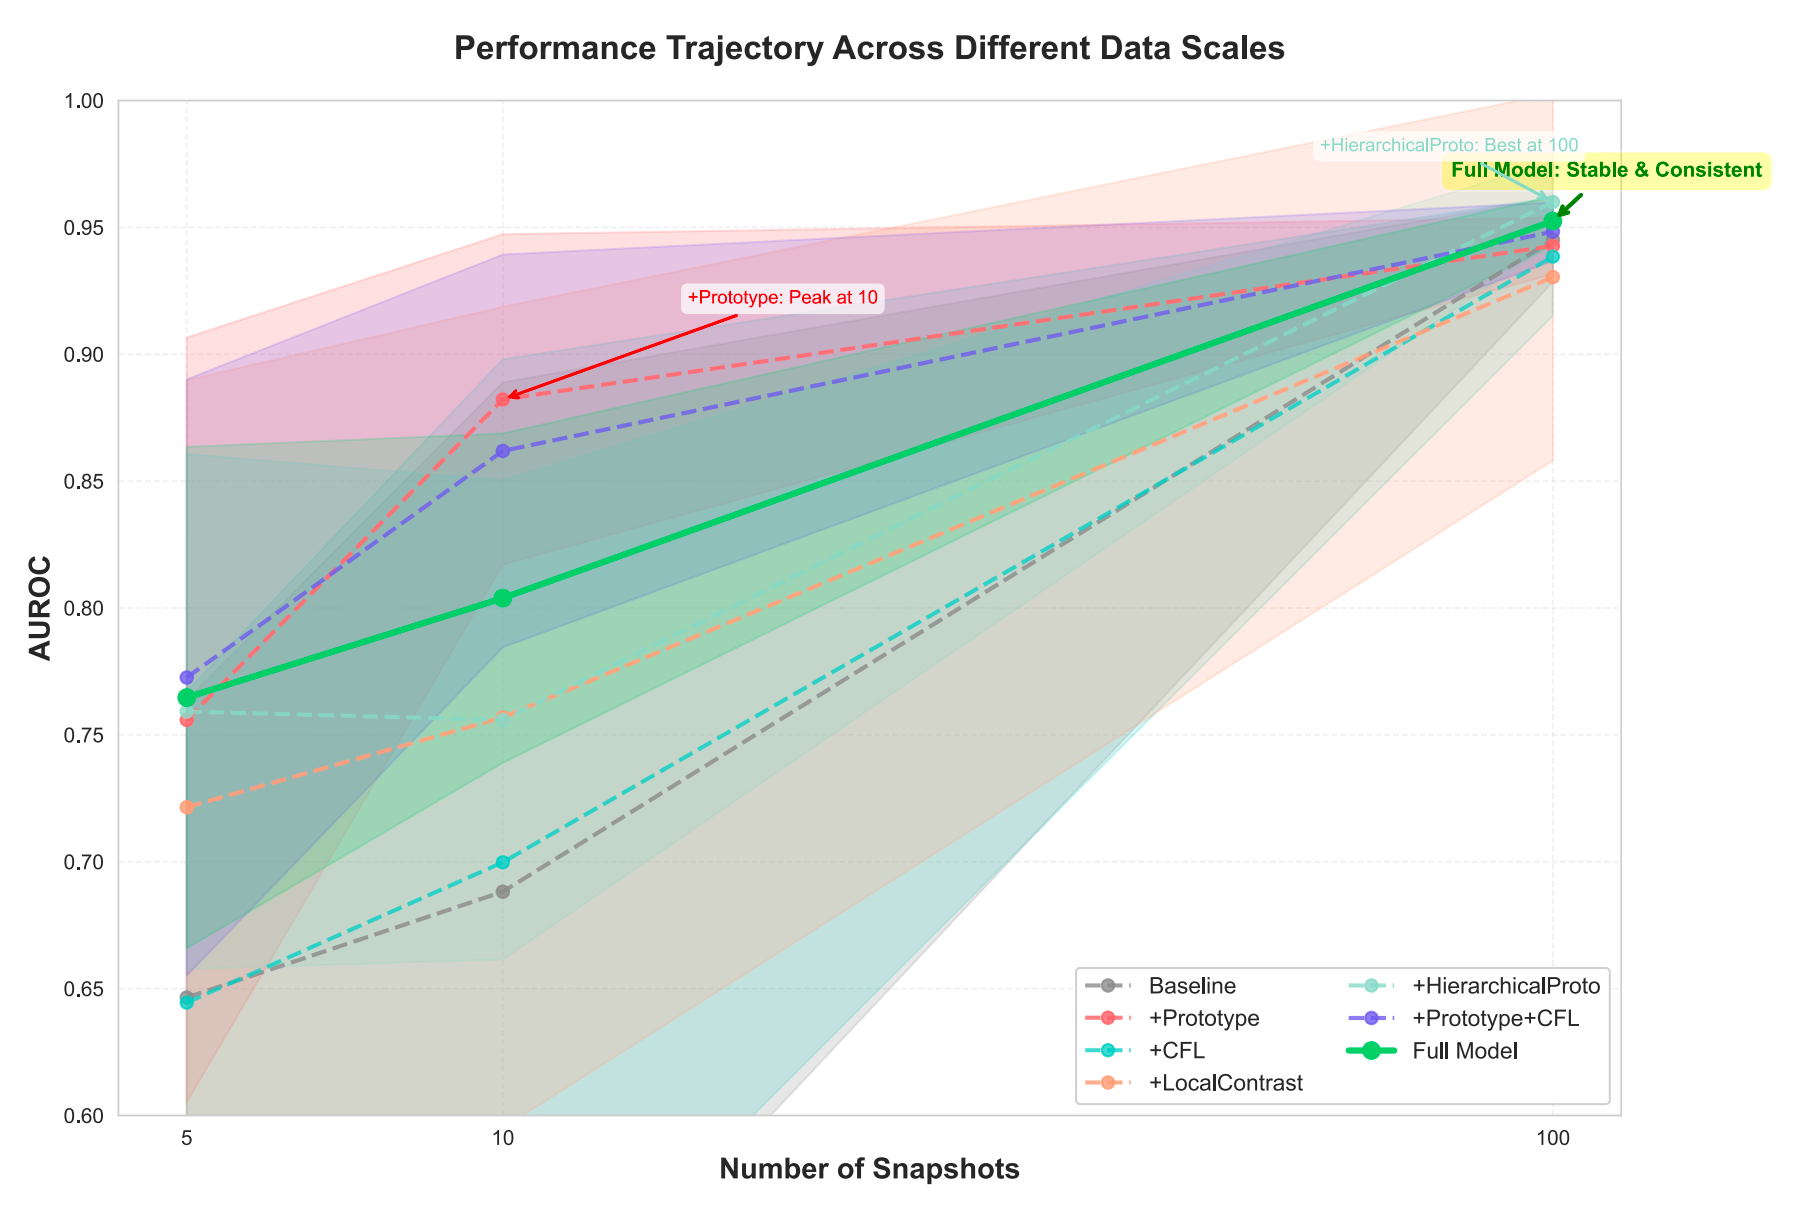 Performance Trajectory Across Different Data Scales
1.00
0.95
0.90
0.85
0.80
0.75
0.70
0.65
0.60
AUROC
+HierarchicalProto: Best at 100
Full Model: Stable & Consistent
+Prototype: Peak at 10
Baseline
+Prototype
+CFL
+LocalContrast
+HierarchicalProto
+Prototype+CFL
Full Model
5
10
100
Number of Snapshots